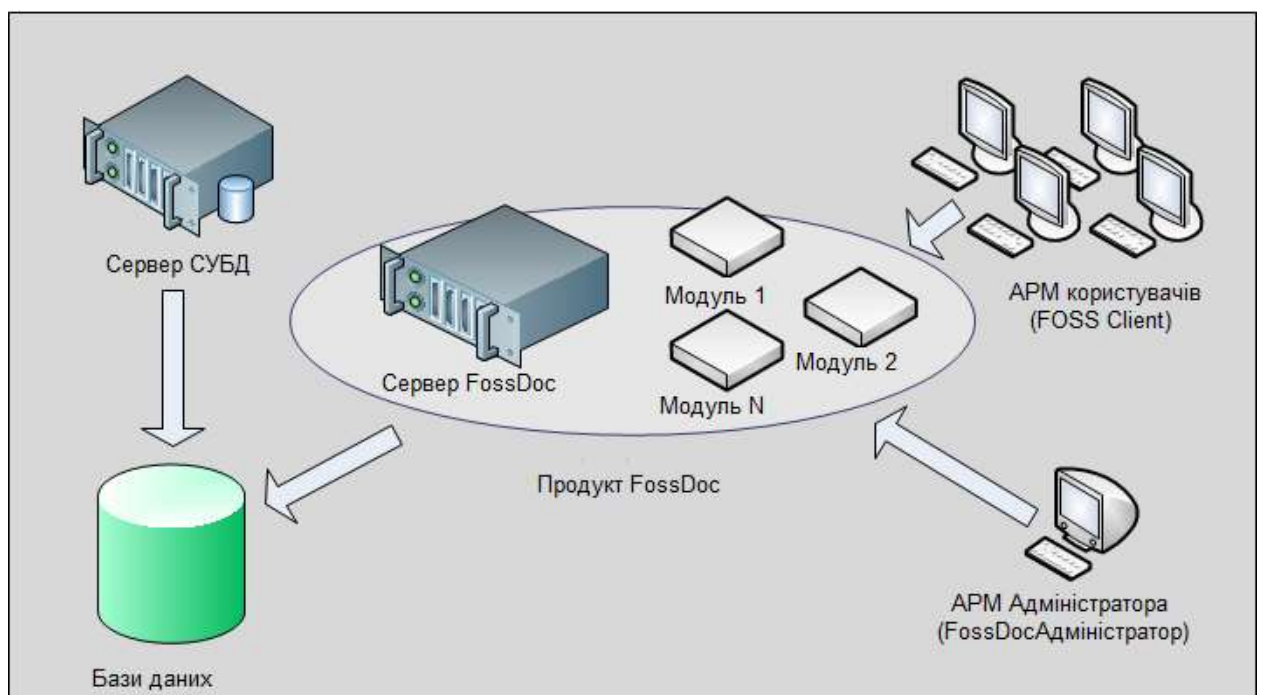 Сервер СУБД
Модуль 1
АРМ користувачів
(FOSS Client)
Модуль 2
Сервер FossDoc
Модуль N
Продукт FossDoc
АРМ Адміністратора
(FossDocАдміністратор)
Бази даних